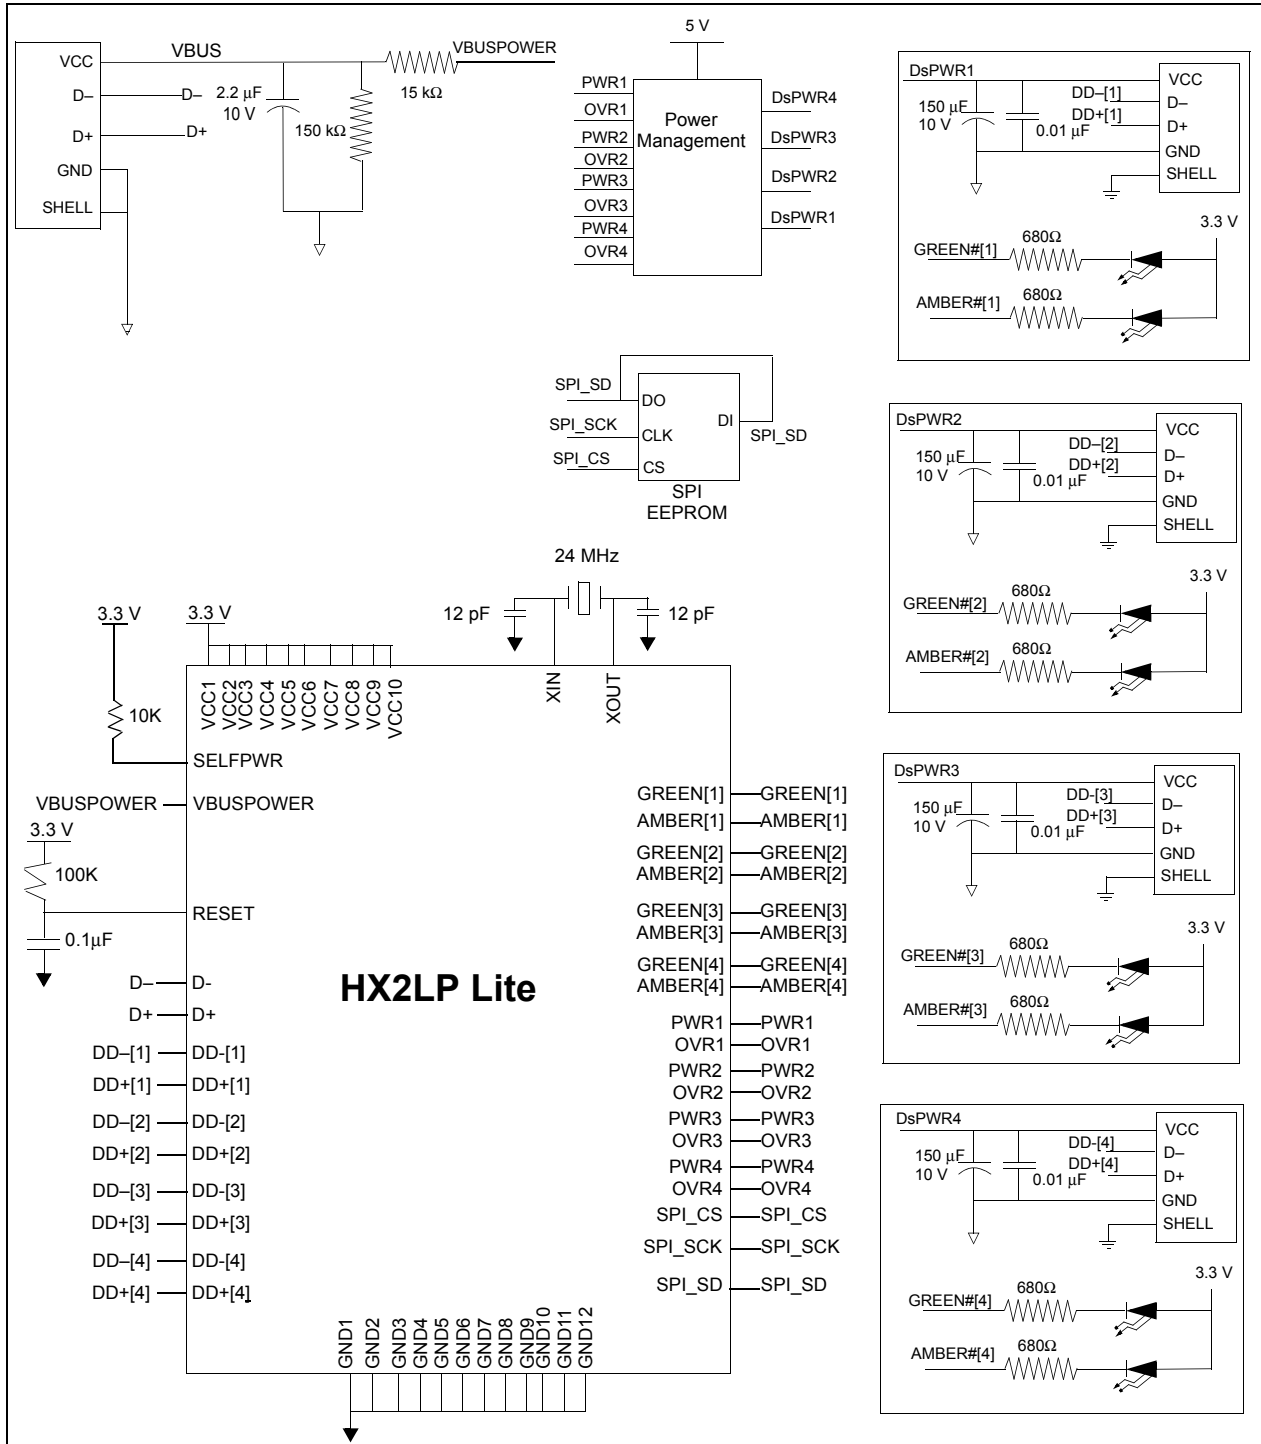 VCC
D–
D+
GND
SHELL
VBUS
VBUSPOWER
D–
D+
2.2 µF
10 V
150 kΩ
15 kΩ
5 V
PWR1
OVR1
PWR2
OVR2
PWR3
OVR3
PWR4
OVR4
Power
Management
DsPWR4
DsPWR3
DsPWR2
DsPWR1
SPI_SD
SPI_SCK
SPI_CS
DO
CLK
CS
DI
SPI_SD
SPI
EEPROM
24 MHz
12 pF
12 pF
3.3 V
3.3 V
10K
VCC1
VCC2
VCC3
VCC4
VCC5
VCC6
VCC7
VCC8
VCC9
VCC10
XIN
XOUT
SELFPWR
VBUSPOWER
VBUSPOWER
3.3 V
100K
RESET
0.1µF
HX2LP Lite
D– D-
D+ D+
DD–[1] DD-[1]
DD+[1] DD+[1]
DD–[2] DD-[2]
DD+[2] DD+[2]
DD–[3] DD-[3]
DD+[3] DD+[3]
DD–[4] DD-[4]
DD+[4] DD+[4]
GREEN[1] GREEN[1]
AMBER[1] AMBER[1]
GREEN[2] GREEN[2]
AMBER[2] AMBER[2]
GREEN[3] GREEN[3]
AMBER[3] AMBER[3]
GREEN[4] GREEN[4]
AMBER[4] AMBER[4]
PWR1 PWR1
OVR1 OVR1
PWR2 PWR2
OVR2 OVR2
PWR3 PWR3
OVR3 OVR3
PWR4 PWR4
OVR4 OVR4
SPI_CS SPI_CS
SPI_SCK SPI_SCK
SPI_SD SPI_SD
GND1
GND2
GND3
GND4
GND5
GND6
GND7
GND8
GND9
GND10
GND11
GND12
DsPWR1
150 µF
10 V
0.01 µF
DD–[1]
DD+[1]
VCC
D–
D+
GND
SHELL
3.3 V
GREEN#[1]
680Ω
AMBER#[1]
680Ω
DsPWR2
150 µF
10 V
0.01 µF
DD–[2]
DD+[2]
VCC
D–
D+
GND
SHELL
3.3 V
GREEN#[2]
680Ω
AMBER#[2]
680Ω
DsPWR3
150 µF
10 V
0.01 µF
DD-[3]
DD+[3]
VCC
D–
D+
GND
SHELL
3.3 V
GREEN#[3]
680Ω
AMBER#[3]
680Ω
DsPWR4
150 µF
10 V
0.01 µF
DD-[4]
DD+[4]
VCC
D–
D+
GND
SHELL
3.3 V
GREEN#[4]
680Ω
AMBER#[4]
680Ω